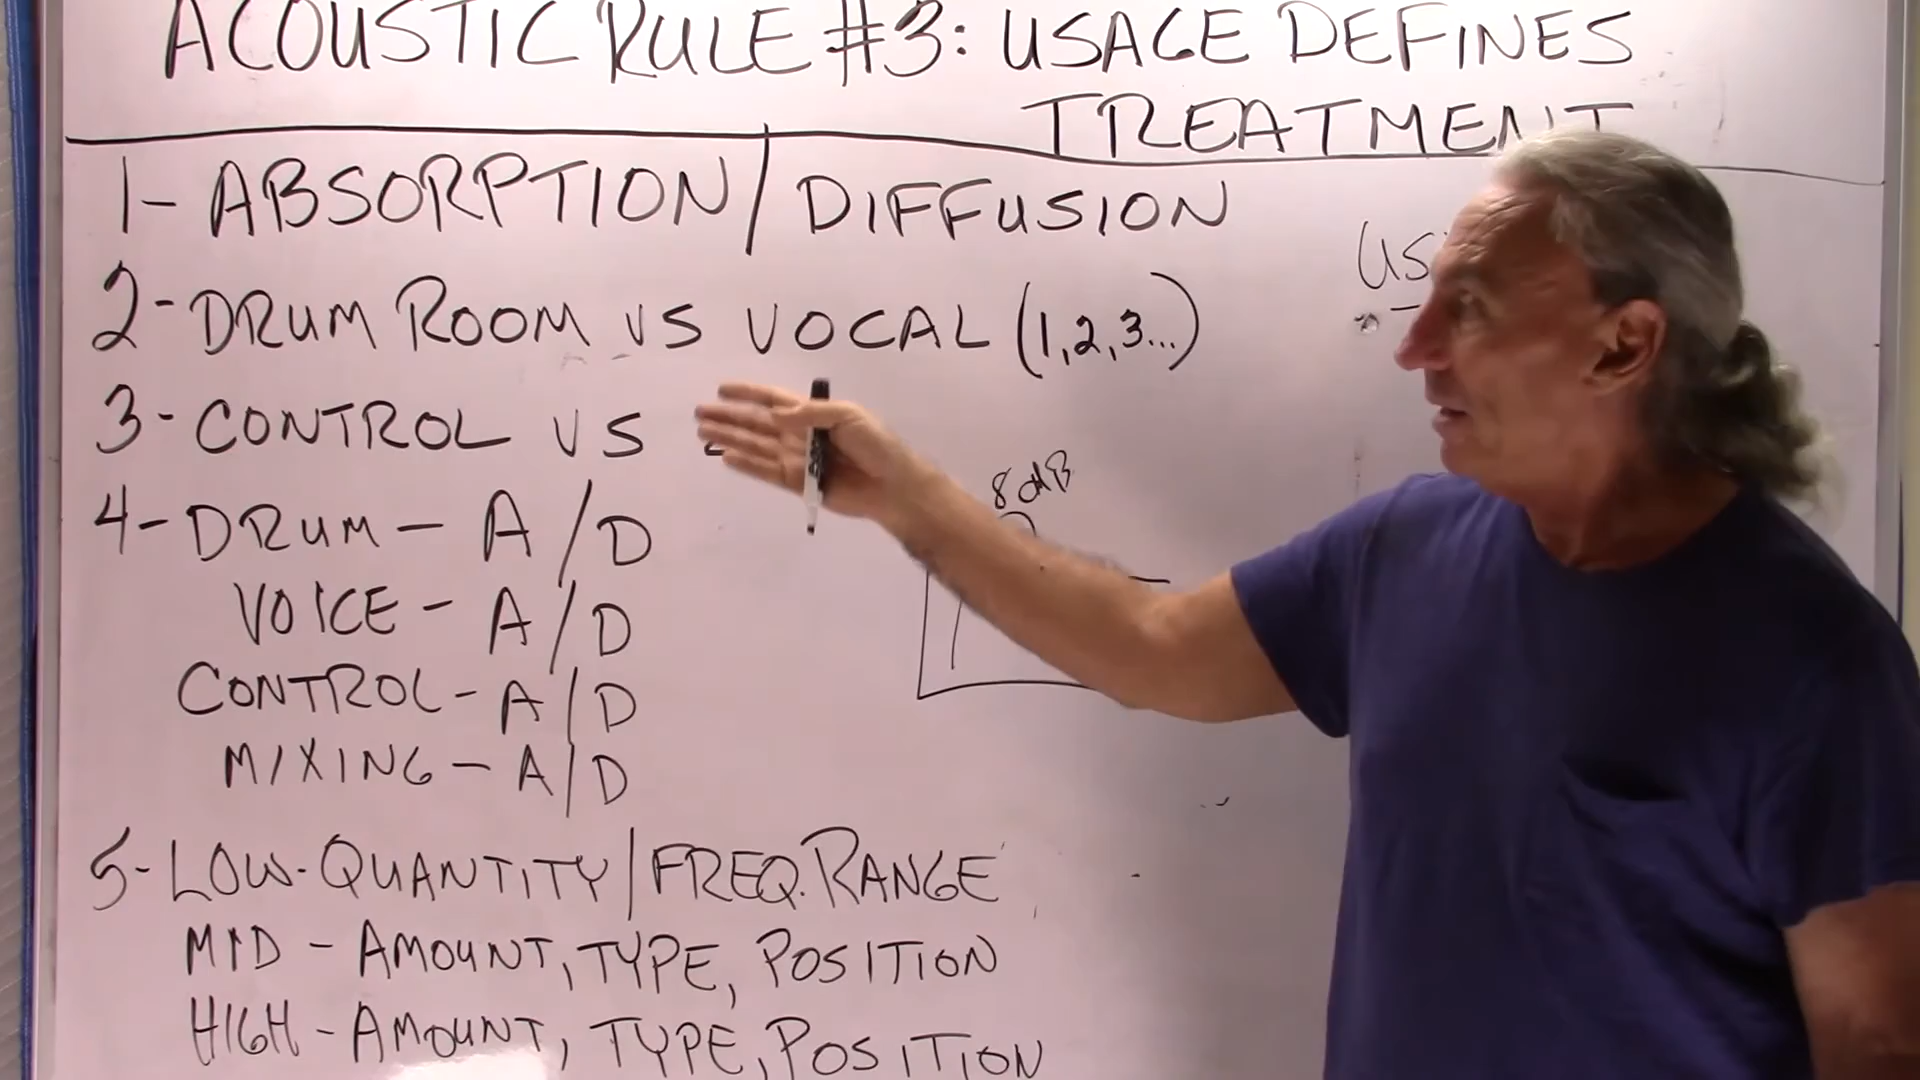 ACOUSTIC RULE #3: USAGE DEFINES
TREATMENT
1- ABSORPTION/DIFFUSION
2- DRUM ROOM VS VOCAL (1,2,3...)
3- CONTROL VS
4- DRUM - A/D
VOICE - A/D
CONTROL - A/D
MIXING - A/D
5- LOW-QUANTITY/FREQ. RANGE
MID - AMOUNT, TYPE, POSITION
HIGH - AMOUNT, TYPE, POSITION
8 dB